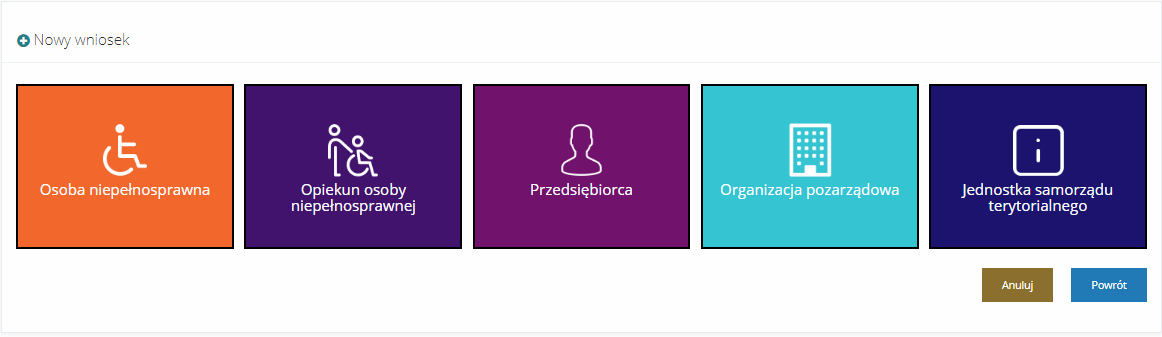 Nowy wniosek
Osoba niepełnosprawna
Opiekun osoby
niepełnosprawnej
Przedsiębiorca
Organizacja pozarządowa
Jednostka samorządu
terytorialnego
Anuluj
Powrót